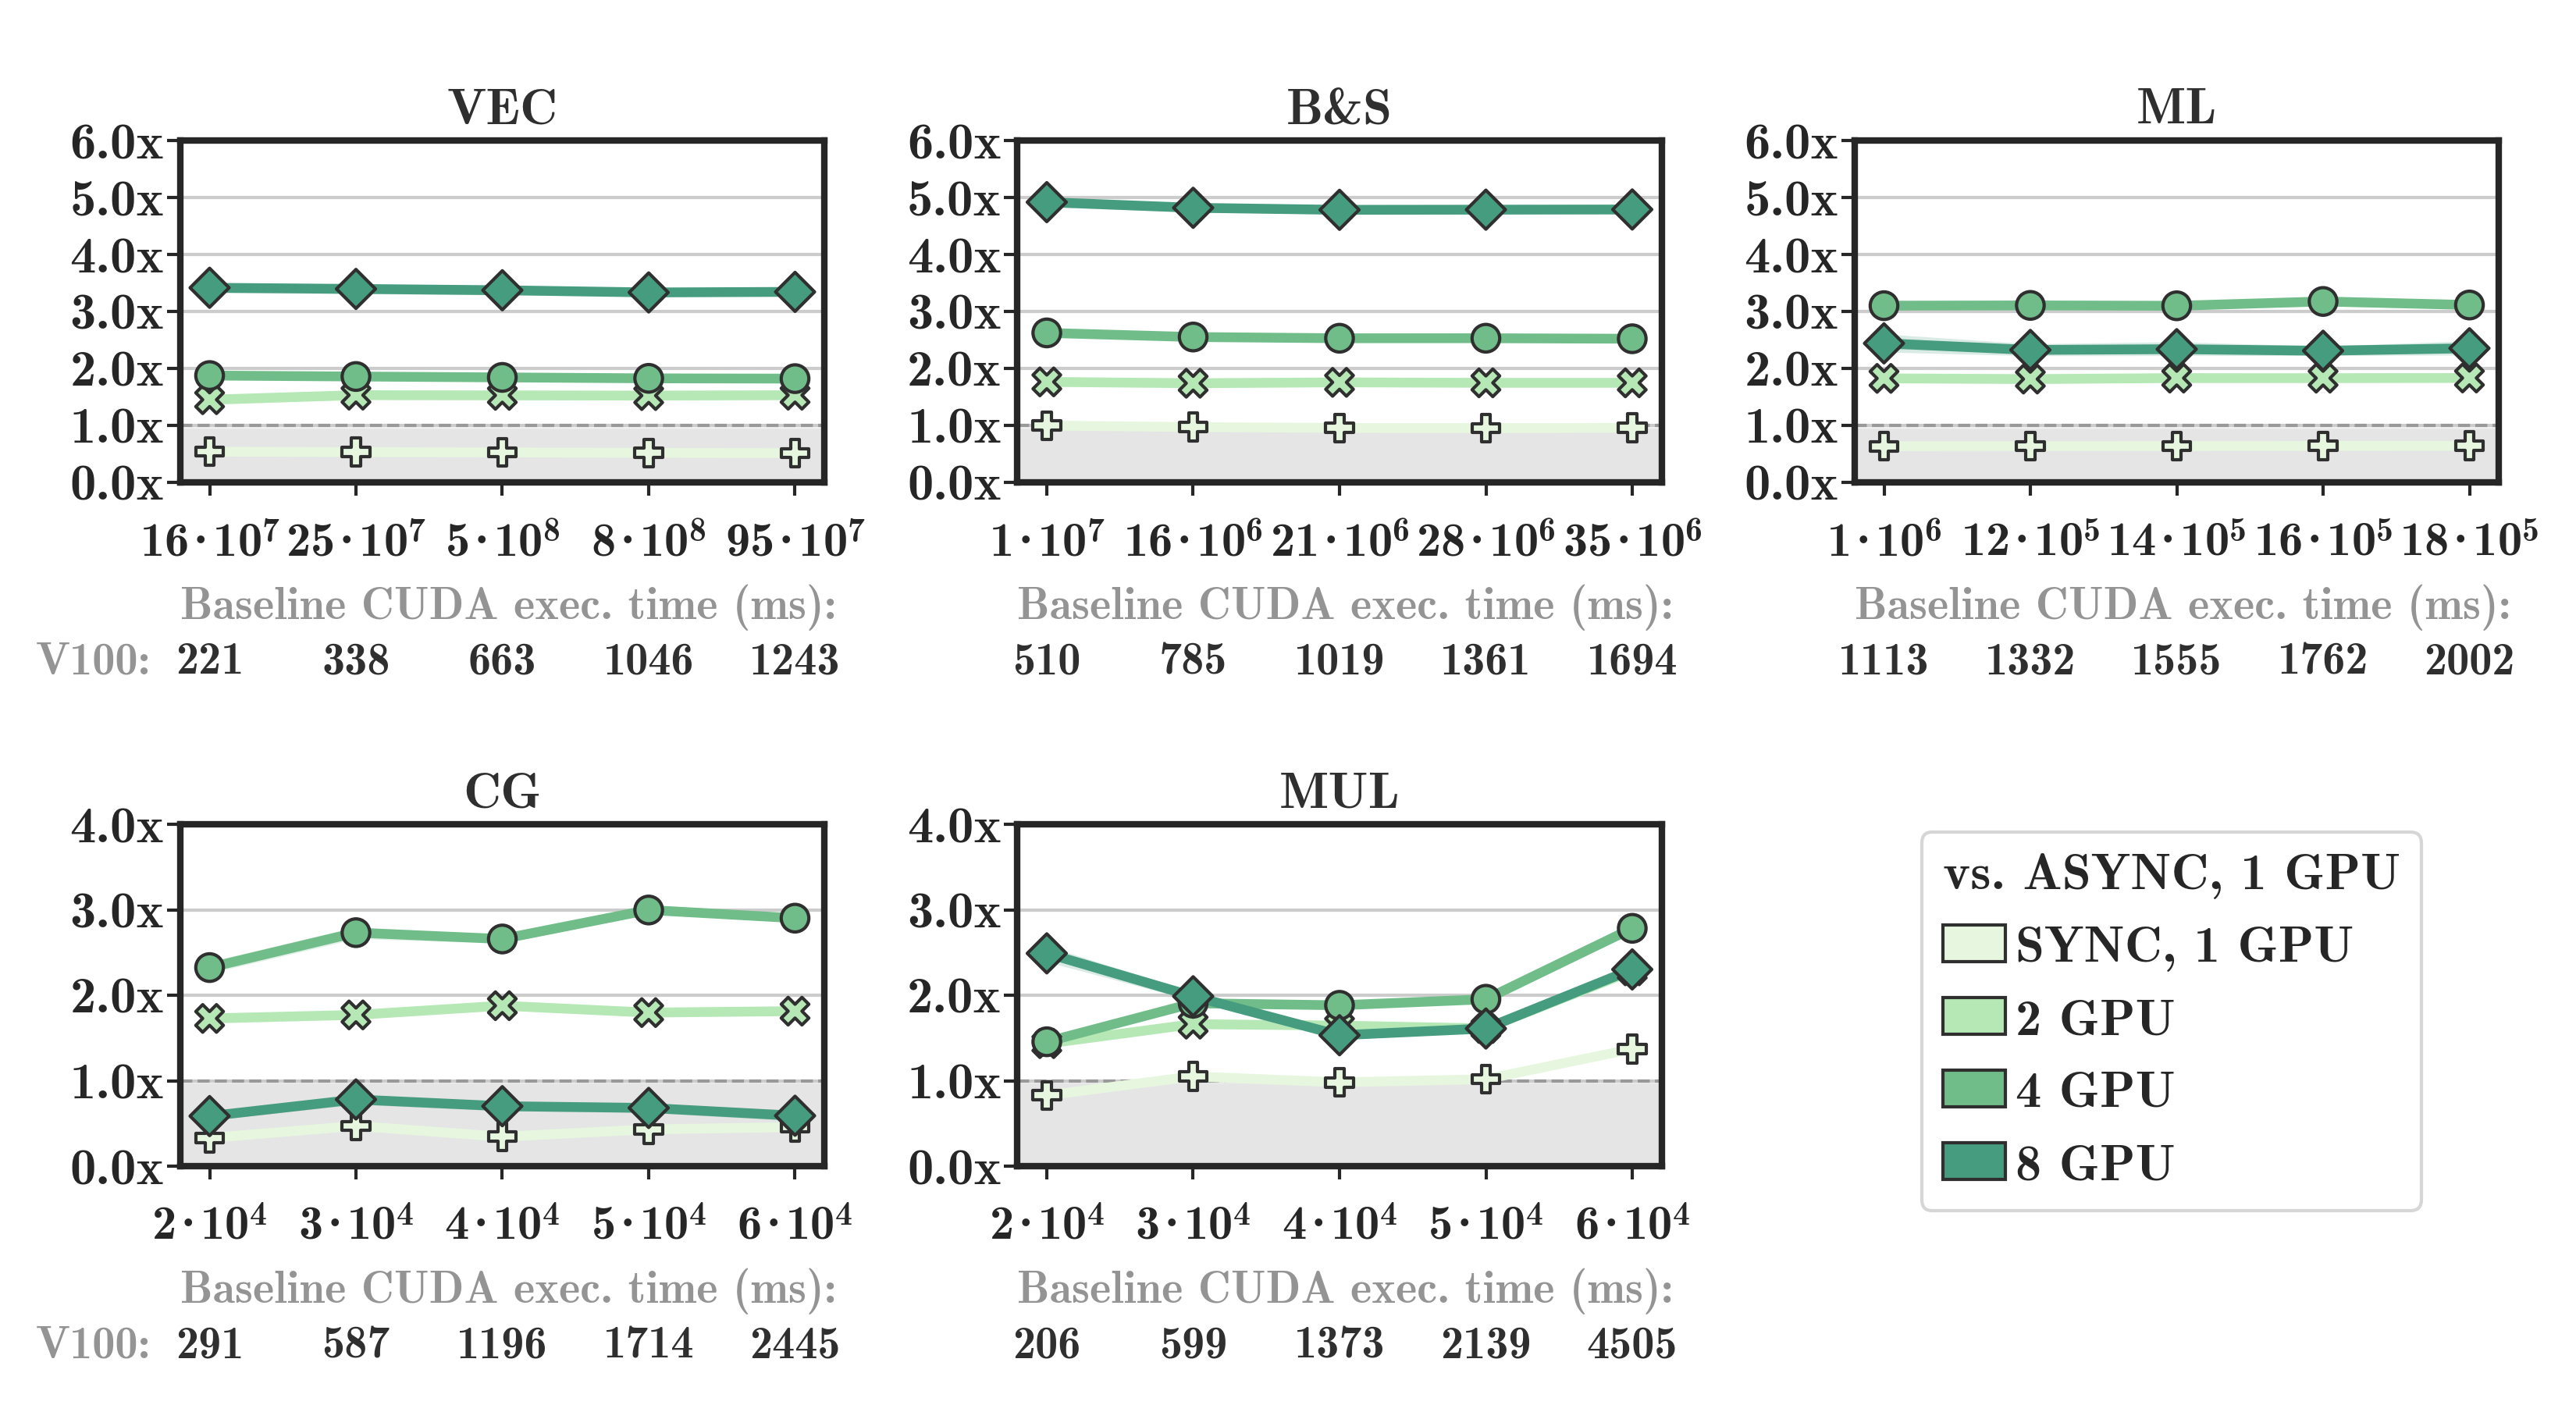 VEC
6.0x
5.0x
4.0x
3.0x
2.0x
1.0x
0.0x
16·10⁷ 25·10⁷ 5·10⁸ 8·10⁸ 95·10⁷
Baseline CUDA exec. time (ms):
V100: 221 338 663 1046 1243
B&S
6.0x
5.0x
4.0x
3.0x
2.0x
1.0x
0.0x
1·10⁷ 16·10⁶ 21·10⁶ 28·10⁶ 35·10⁶
Baseline CUDA exec. time (ms):
510 785 1019 1361 1694
ML
6.0x
5.0x
4.0x
3.0x
2.0x
1.0x
0.0x
1·10⁶ 12·10⁵ 14·10⁵ 16·10⁵ 18·10⁵
Baseline CUDA exec. time (ms):
1113 1332 1555 1762 2002
CG
4.0x
3.0x
2.0x
1.0x
0.0x
2·10⁴ 3·10⁴ 4·10⁴ 5·10⁴ 6·10⁴
Baseline CUDA exec. time (ms):
V100: 291 587 1196 1714 2445
MUL
4.0x
3.0x
2.0x
1.0x
0.0x
2·10⁴ 3·10⁴ 4·10⁴ 5·10⁴ 6·10⁴
Baseline CUDA exec. time (ms):
206 599 1373 2139 4505
vs. ASYNC, 1 GPU
SYNC, 1 GPU
2 GPU
4 GPU
8 GPU